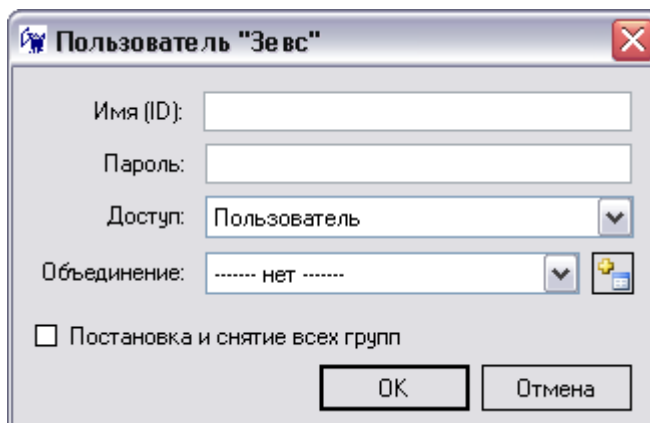 Пользователь "Зевс"
Имя (ID):
Пароль:
Доступ: Пользователь
Объединение: ------- нет -------
Постановка и снятие всех групп
OK Отмена